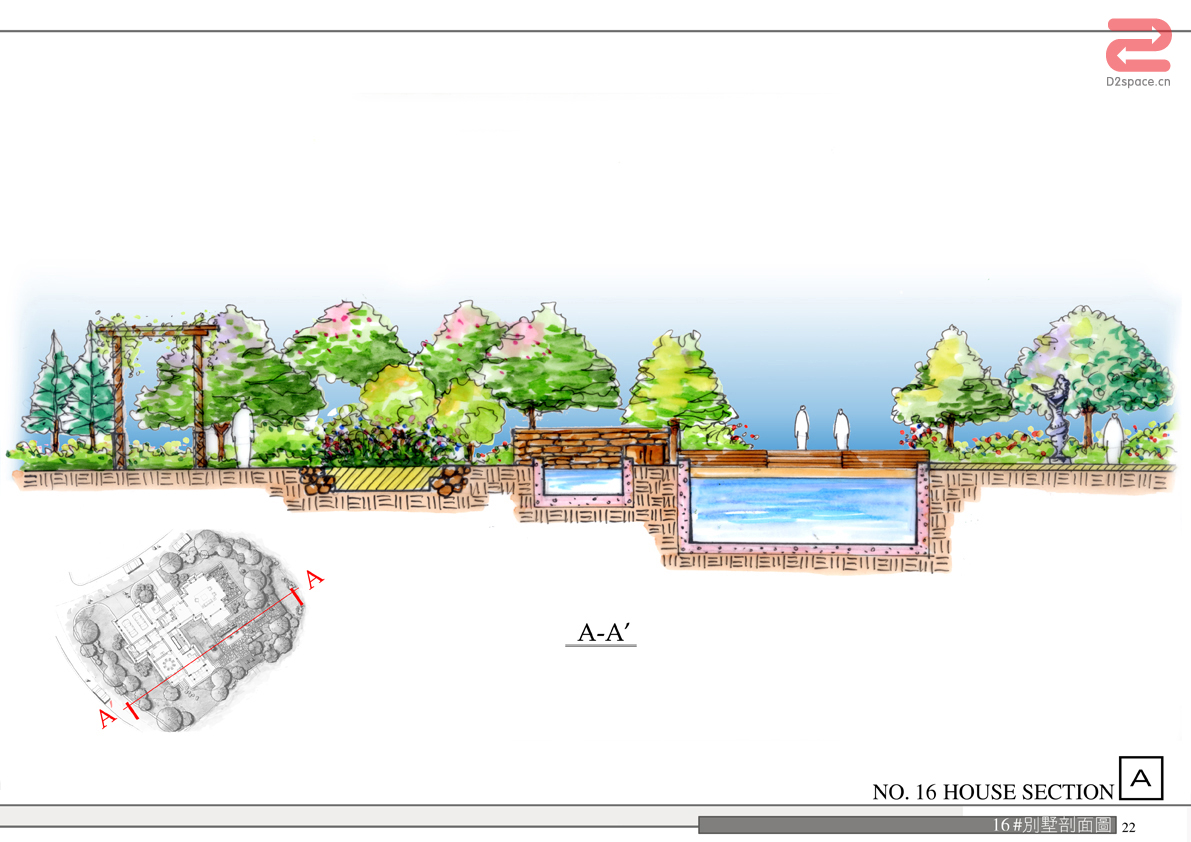 D2space.cn
A
A′
A-A′
NO. 16 HOUSE SECTION
A
16#別墅剖面圖
22